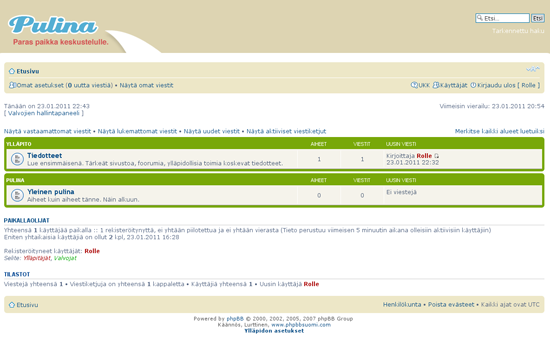 Pulina
Paras paikka keskustelulle.
Etsi… Etsi
Tarkennettu haku
Etusivu
Omat asetukset (0 uutta viestiä) • Näytä omat viestit
UKK Käyttäjät Kirjaudu ulos [ Rolle ]
Tänään on 23.01.2011 22:43
Viimeisin vierailu: 23.01.2011 20:54
[ Valvojien hallintapaneeli ]
Näytä vastaamattomat viestit • Näytä lukemattomat viestit • Näytä uudet viestit • Näytä aktiiviset viestiketjut
Merkitse kaikki alueet luetuiksi
YLLÄPITO AIHEET VIESTIT UUSIN VIESTI
Tiedotteet 1 1 Kirjoittaja Rolle
Lue ensimmäisenä. Tärkeät sivustoa, foorumia, ylläpidollisia toimia koskevat tiedotteet. 23.01.2011 22:32
PULINA AIHEET VIESTIT UUSIN VIESTI
Yleinen pulina 0 0 Ei viestejä
Aiheet kuin aiheet tänne. Näin alkuun.
PAIKALLAOLIJAT
Yhteensä 1 käyttäjää paikalla :: 1 rekisteröitynyttä, ei yhtään piilotettua ja ei yhtään vierasta (Tieto perustuu viimeisen 5 minuutin aikana olleisiin aktiivisiin käyttäjiin)
Eniten yhtäaikaisia käyttäjiä on ollut 2 kpl, 23.01.2011 16:28
Rekisteröityneet käyttäjät: Rolle
Selite: Ylläpitäjät, Valvojat
TILASTOT
Viestejä yhteensä 1 • Viestiketjuja on yhteensä 1 kappaletta • Käyttäjiä yhteensä 1 • Uusin käyttäjä Rolle
Etusivu
Henkilökunta • Poista evästeet • Kaikki ajat ovat UTC
Powered by phpBB © 2000, 2002, 2005, 2007 phpBB Group
Käännös, Lurttinen, www.phpbbsuomi.com
Ylläpidon asetukset